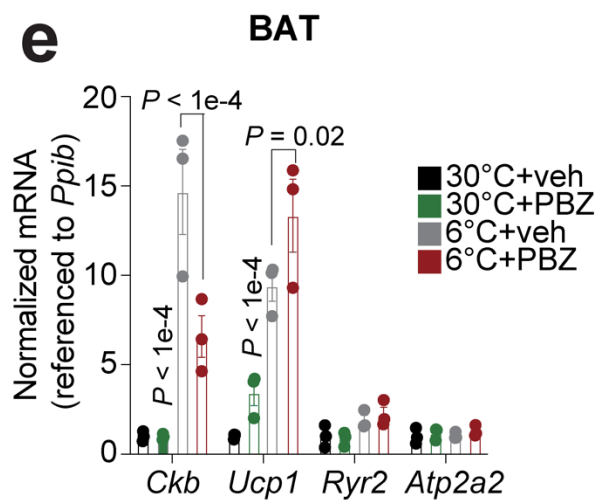 e
BAT
Normalized mRNA
(referenced to Ppib)
20
15
10
5
0
P < 1e-4
P = 0.02
P < 1e-4
P < 1e-4
30°C+veh
30°C+PBZ
6°C+veh
6°C+PBZ
Ckb Ucp1 Ryr2 Atp2a2